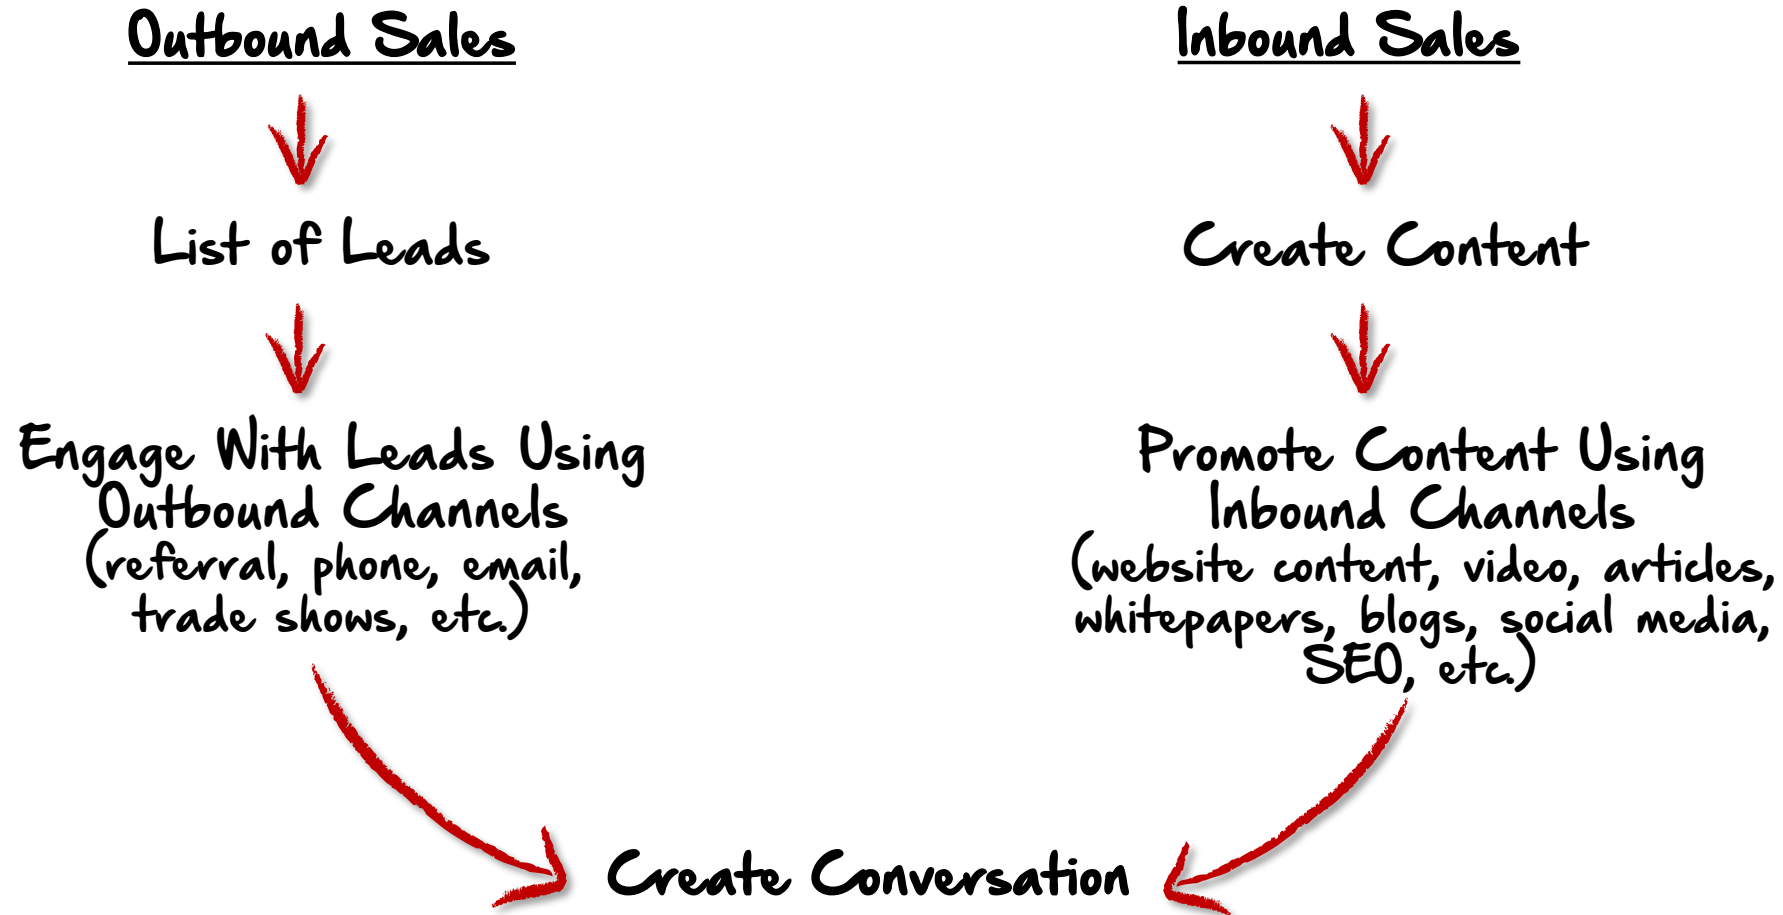 Outbound Sales
List of Leads
Engage With Leads Using
Outbound Channels
(referral, phone, email,
trade shows, etc.)
Inbound Sales
Create Content
Promote Content Using
Inbound Channels
(website content, video, articles,
whitepapers, blogs, social media,
SEO, etc.)
Create Conversation